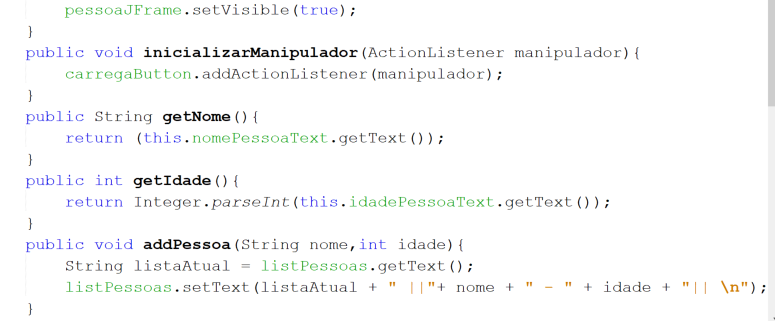 pessoaJFrame.setVisible(true);
}
public void inicializarManipulador(ActionListener manipulador){
carregaButton.addActionListener(manipulador);
}
public String getNome(){
return (this.nomePessoaText.getText());
}
public int getIdade(){
return Integer.parseInt(this.idadePessoaText.getText());
}
public void addPessoa(String nome,int idade){
String listaAtual = listPessoas.getText();
listPessoas.setText(listaAtual + " ||"+ nome + " - " + idade + "|| \n");
}